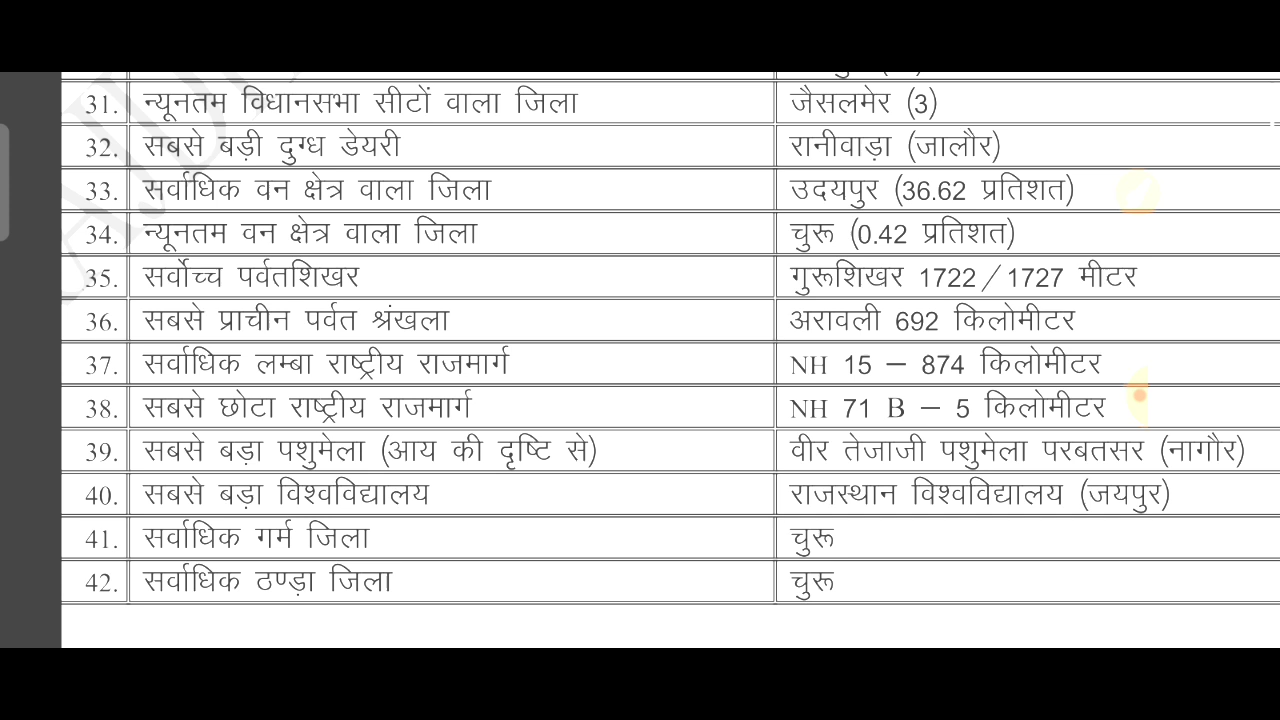 31. न्यूनतम विधानसभा सीटों वाला जिला जैसलमेर (3)
32. सबसे बड़ी दुग्ध डेयरी रानीवाड़ा (जालौर)
33. सर्वाधिक वन क्षेत्र वाला जिला उदयपुर (36.62 प्रतिशत)
34. न्यूनतम वन क्षेत्र वाला जिला चुरू (0.42 प्रतिशत)
35. सर्वोच्च पर्वतशिखर गुरूशिखर 1722 / 1727 मीटर
36. सबसे प्राचीन पर्वत श्रंखला अरावली 692 किलोमीटर
37. सर्वाधिक लम्बा राष्ट्रीय राजमार्ग NH 15 – 874 किलोमीटर
38. सबसे छोटा राष्ट्रीय राजमार्ग NH 71 B – 5 किलोमीटर
39. सबसे बड़ा पशुमेला (आय की दृष्टि से) वीर तेजाजी पशुमेला परबतसर (नागौर)
40. सबसे बड़ा विश्वविद्यालय राजस्थान विश्वविद्यालय (जयपुर)
41. सर्वाधिक गर्म जिला चुरू
42. सर्वाधिक ठण्ड़ा जिला चुरू